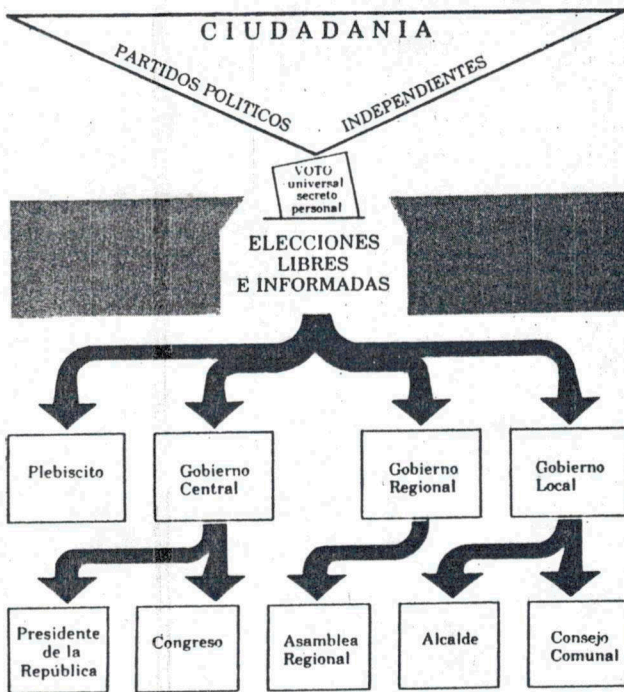 CIUDADANIA
PARTIDOS POLITICOS
INDEPENDIENTES
VOTO
universal
secreto
personal
ELECCIONES
LIBRES
E INFORMADAS
Plebiscito
Gobierno
Central
Gobierno
Regional
Gobierno
Local
Presidente
de la
República
Congreso
Asamblea
Regional
Alcalde
Consejo
Comunal